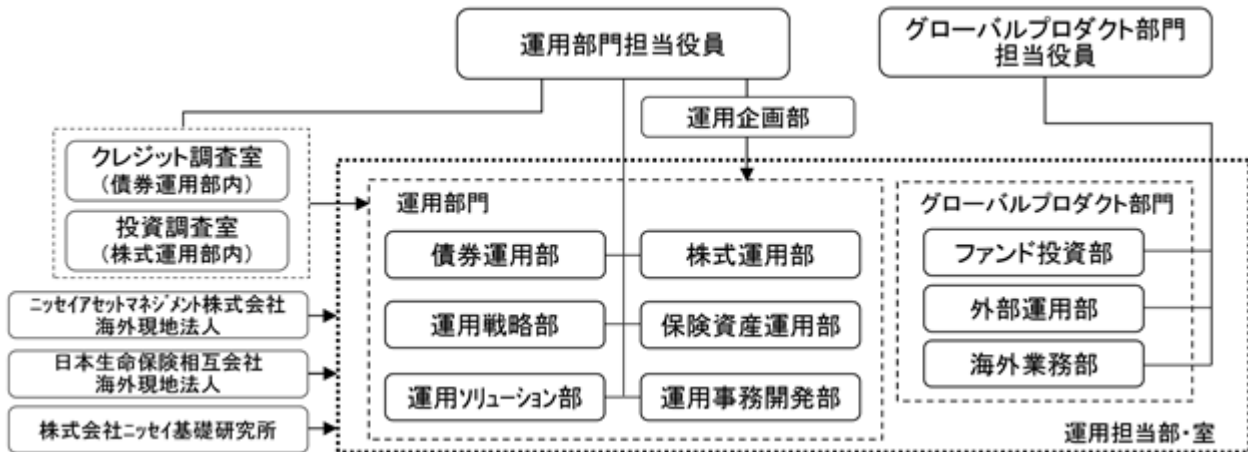 運用部門担当役員
グローバルプロダクト部門
担当役員
運用企画部
クレジット調査室
（債券運用部内）
投資調査室
（株式運用部内）
運用部門
債券運用部
株式運用部
運用戦略部
保険資産運用部
運用ソリューション部
運用事務開発部
グローバルプロダクト部門
ファンド投資部
外部運用部
海外業務部
ニッセイアセットマネジメント株式会社
海外現地法人
日本生命保険相互会社
海外現地法人
株式会社ニッセイ基礎研究所
運用担当部・室